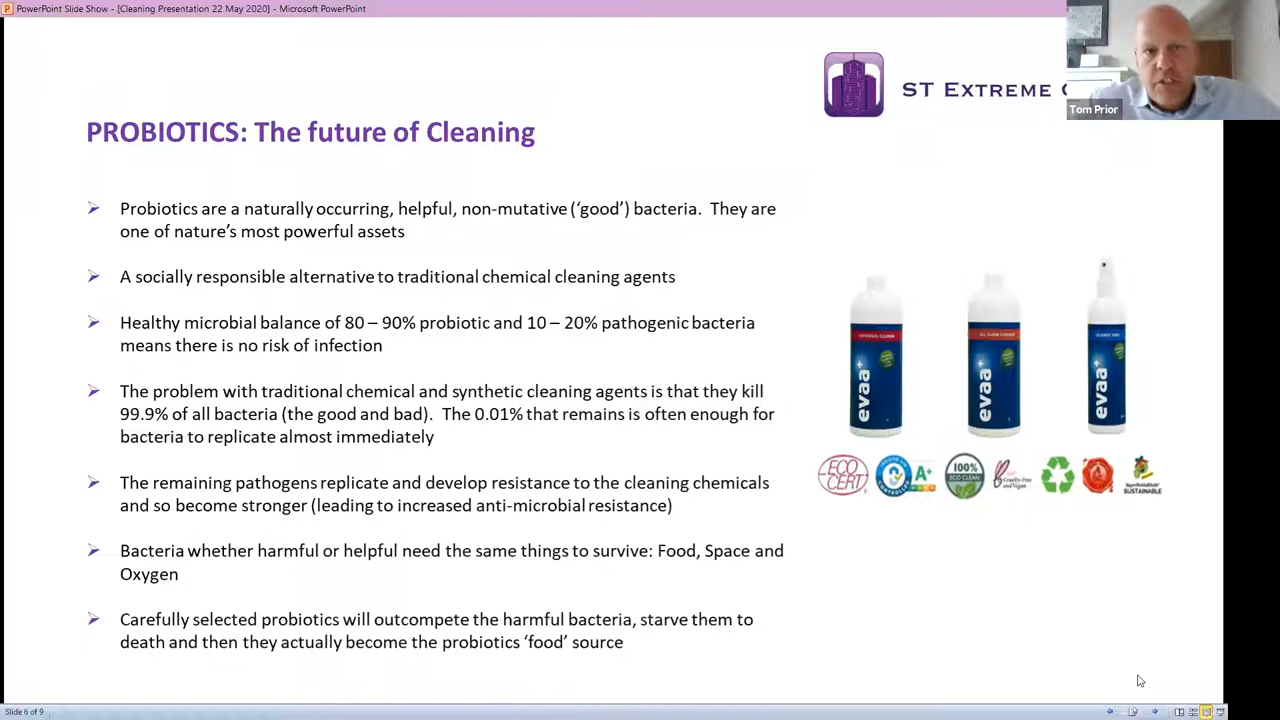 PowerPoint Slide Show - [Cleaning Presentation 22 May 2020] - Microsoft PowerPoint
ST EXTREME
Tom Prior
PROBIOTICS: The future of Cleaning
Probiotics are a naturally occurring, helpful, non-mutative (‘good’) bacteria. They are
one of nature’s most powerful assets
A socially responsible alternative to traditional chemical cleaning agents
Healthy microbial balance of 80 – 90% probiotic and 10 – 20% pathogenic bacteria
means there is no risk of infection
The problem with traditional chemical and synthetic cleaning agents is that they kill
99.9% of all bacteria (the good and bad). The 0.01% that remains is often enough for
bacteria to replicate almost immediately
The remaining pathogens replicate and develop resistance to the cleaning chemicals
and so become stronger (leading to increased anti-microbial resistance)
Bacteria whether harmful or helpful need the same things to survive: Food, Space and
Oxygen
Carefully selected probiotics will outcompete the harmful bacteria, starve them to
death and then they actually become the probiotics ‘food’ source
evaa+
evaa+
evaa+
ECO
CERT
A+
100%
ECO CLEAN
SUSTAINABLE
Slide 6 of 9